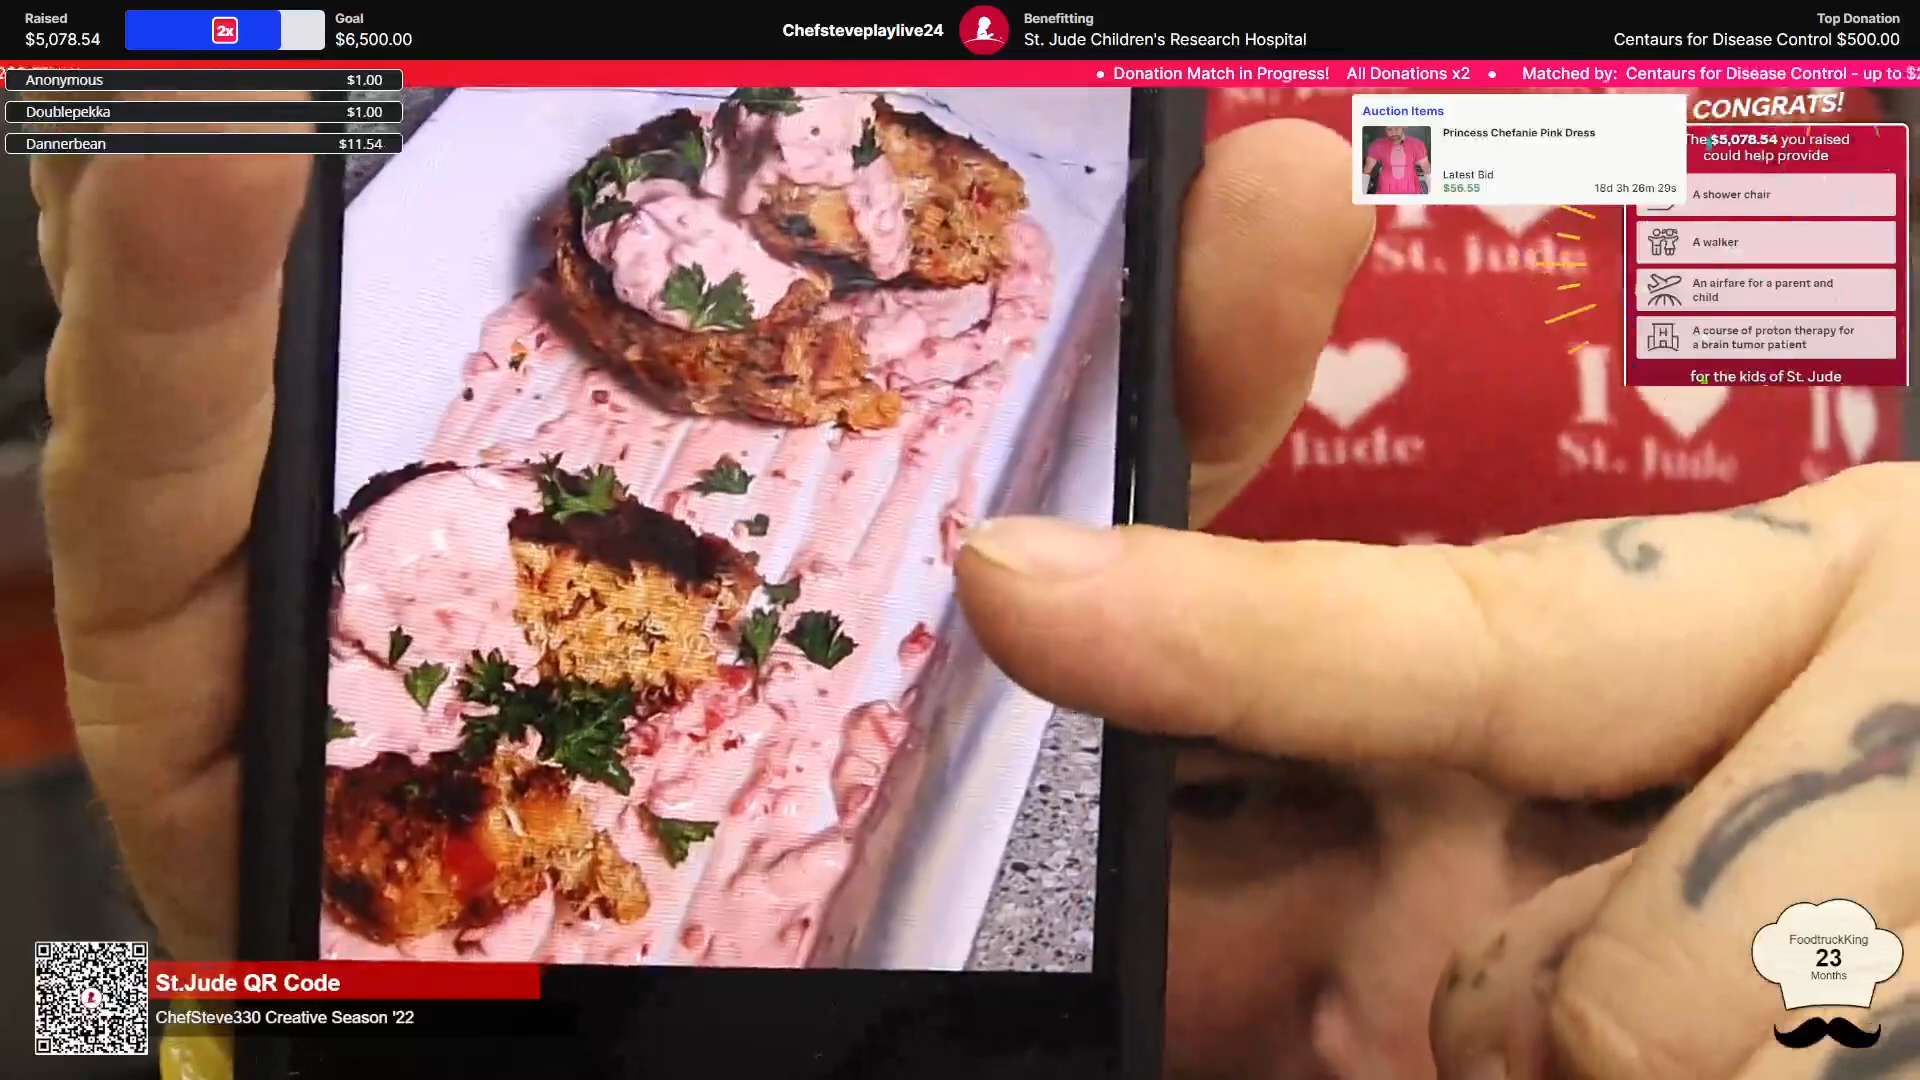 Raised
$5,078.54
2x
Goal
$6,500.00
Chefsteveplaylive24
Benefitting
St. Jude Children's Research Hospital
Top Donation
Centaurs for Disease Control $500.00
• Donation Match in Progress! All Donations x2 • Matched by: Centaurs for Disease Control - up to
Anonymous $1.00
Doublepekka $1.00
Dannerbean $11.54
Auction Items
Princess Chefanie Pink Dress
Latest Bid
$56.55
18d 3h 26m 29s
CONGRATS!
The $5,078.54 you raised
could help provide
A shower chair
A walker
An airfare for a parent and
child
A course of proton therapy for
a brain tumor patient
for the kids of St. Jude
St. Jude
I
Jude
St. Jude
St.Jude QR Code
ChefSteve330 Creative Season '22
FoodtruckKing
23
Months